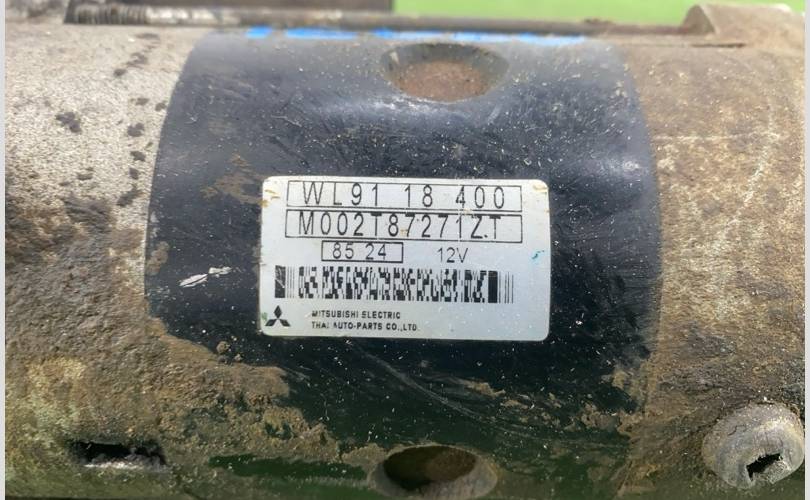 WL91 18 400
M002T87271ZT
85 24 12V
MITSUBISHI ELECTRIC
THAI AUTO-PARTS CO.,LTD.